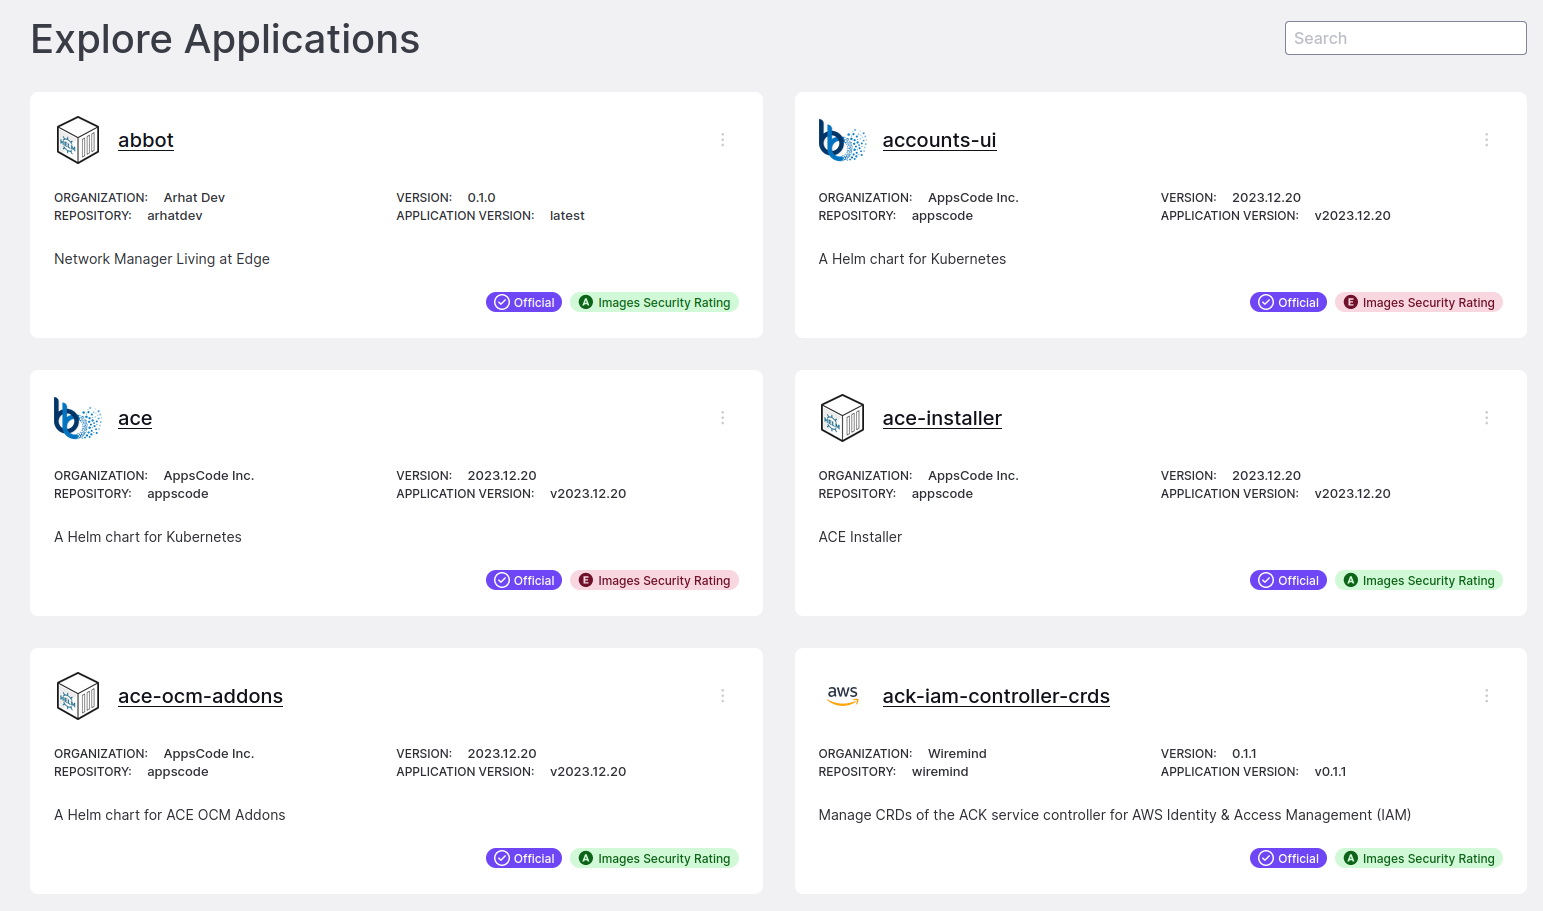 Explore Applications
Search
abbot
ORGANIZATION: Arhat Dev VERSION: 0.1.0
REPOSITORY: arhatdev APPLICATION VERSION: latest
Network Manager Living at Edge
Official A Images Security Rating
accounts-ui
ORGANIZATION: AppsCode Inc. VERSION: 2023.12.20
REPOSITORY: appscode APPLICATION VERSION: v2023.12.20
A Helm chart for Kubernetes
Official E Images Security Rating
ace
ORGANIZATION: AppsCode Inc. VERSION: 2023.12.20
REPOSITORY: appscode APPLICATION VERSION: v2023.12.20
A Helm chart for Kubernetes
Official E Images Security Rating
ace-installer
ORGANIZATION: AppsCode Inc. VERSION: 2023.12.20
REPOSITORY: appscode APPLICATION VERSION: v2023.12.20
ACE Installer
Official A Images Security Rating
ace-ocm-addons
ORGANIZATION: AppsCode Inc. VERSION: 2023.12.20
REPOSITORY: appscode APPLICATION VERSION: v2023.12.20
A Helm chart for ACE OCM Addons
Official A Images Security Rating
aws
ack-iam-controller-crds
ORGANIZATION: Wiremind VERSION: 0.1.1
REPOSITORY: wiremind APPLICATION VERSION: v0.1.1
Manage CRDs of the ACK service controller for AWS Identity & Access Management (IAM)
Official A Images Security Rating
HELM
HELM
HELM